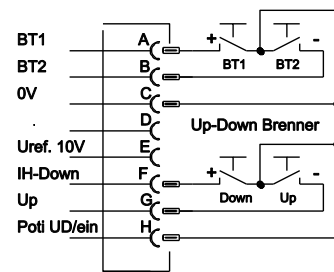 BT1 A + -
BT1 BT2
BT2 B
0V C
. D Up-Down Brenner
Uref. 10V E
IH-Down F + -
Down Up
Up G
Poti UD/ein H